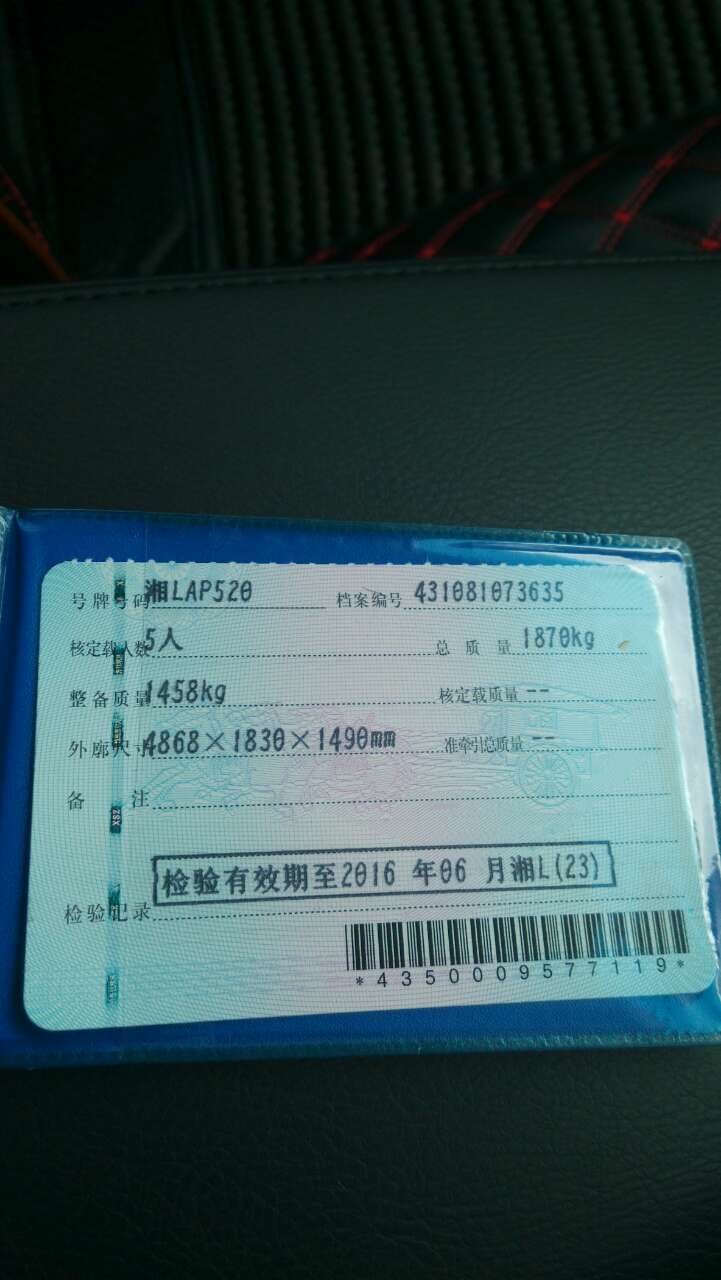 号牌号码 湘LAP520 档案编号 431081073635
核定载人数 5人 总质量 1870kg
整备质量 1458kg 核定载质量 --
外廓尺寸 4868×1830×1490mm 准牵引总质量 --
备注
检验有效期至2016 年06 月湘L(23)
检验记录
*4350009577119*